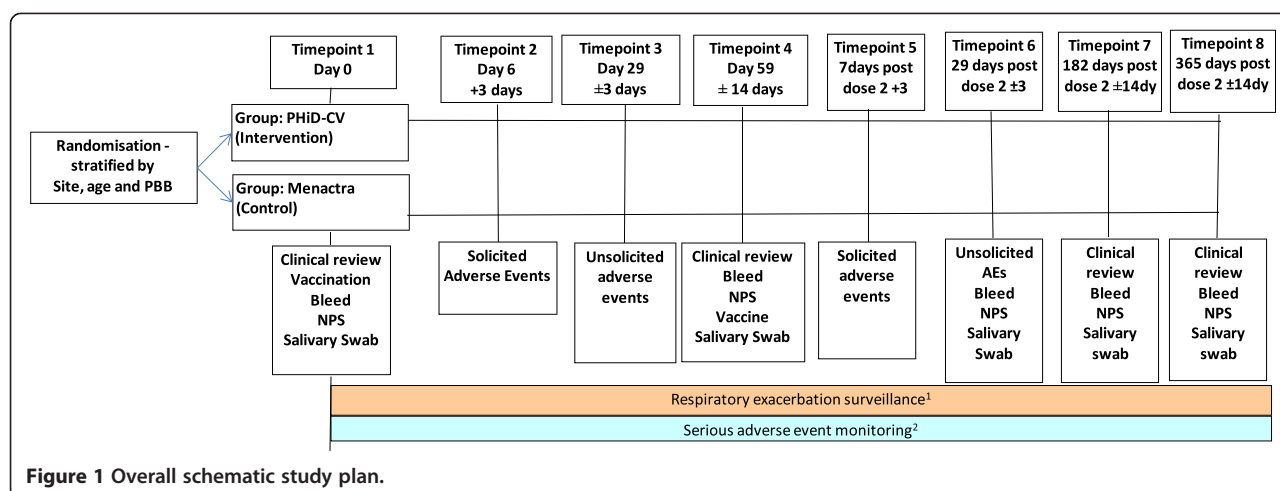 Timepoint 1
Day 0
Timepoint 2
Day 6
+3 days
Timepoint 3
Day 29
±3 days
Timepoint 4
Day 59
± 14 days
Timepoint 5
7days post
dose 2 +3
Timepoint 6
29 days post
dose 2 ±3
Timepoint 7
182 days post
dose 2 ±14dy
Timepoint 8
365 days post
dose 2 ±14dy
Randomisation -
stratified by
Site, age and PBB
Group: PHiD-CV
(Intervention)
Group: Menactra
(Control)
Clinical review
Vaccination
Bleed
NPS
Salivary Swab
Solicited
Adverse Events
Unsolicited
adverse
events
Clinical review
Bleed
NPS
Vaccine
Salivary Swab
Solicited
adverse
events
Unsolicited
AEs
Bleed
NPS
Salivary
Swab
Clinical
review
Bleed
NPS
Salivary
swab
Clinical
review
Bleed
NPS
Salivary
swab
Respiratory exacerbation surveillance¹
Serious adverse event monitoring²
Figure 1 Overall schematic study plan.